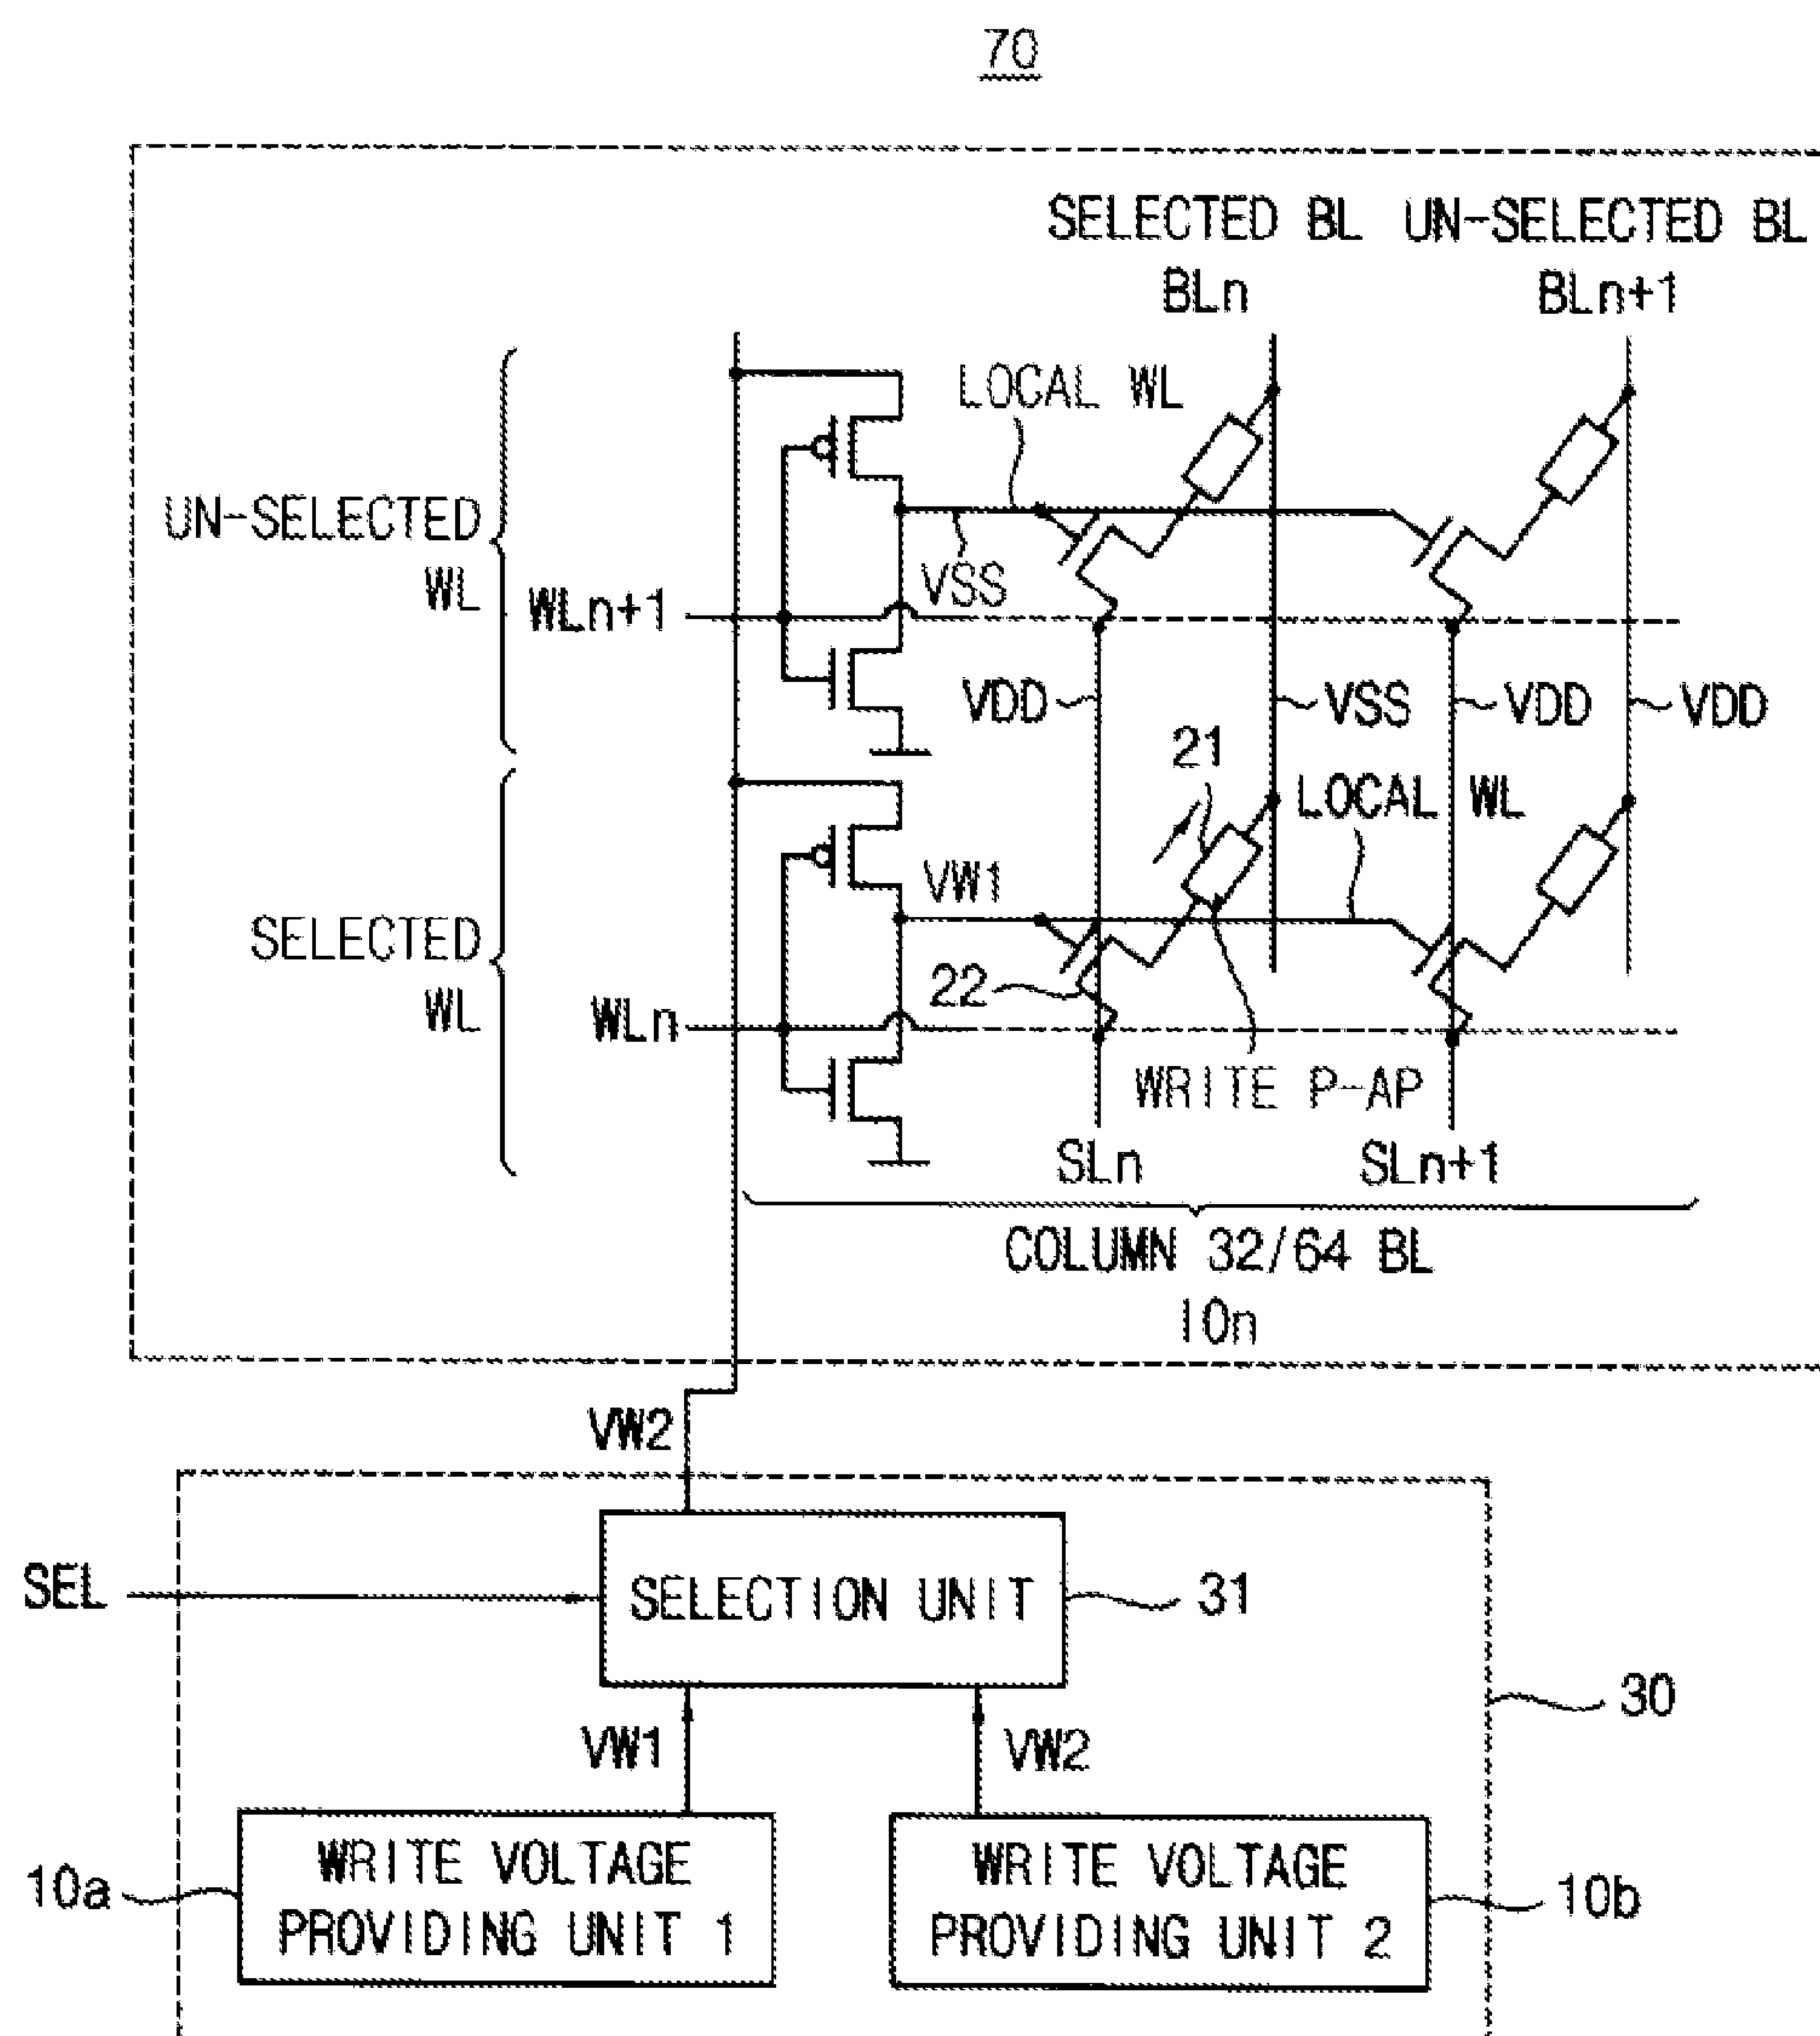 70
SELECTED BL UN-SELECTED BL
BLn BLn+1
LOCAL WL
UN-SELECTED
WL
WLn+1
VSS
VDD VSS VDD VDD
21
LOCAL WL
VW1
SELECTED
WL
22
WLn
WRITE P-AP
SLn SLn+1
COLUMN 32/64 BL
IOn
VW2
SEL
SELECTION UNIT
31
30
VW1 VW2
10a
WRITE VOLTAGE
PROVIDING UNIT 1
WRITE VOLTAGE
PROVIDING UNIT 2
10b